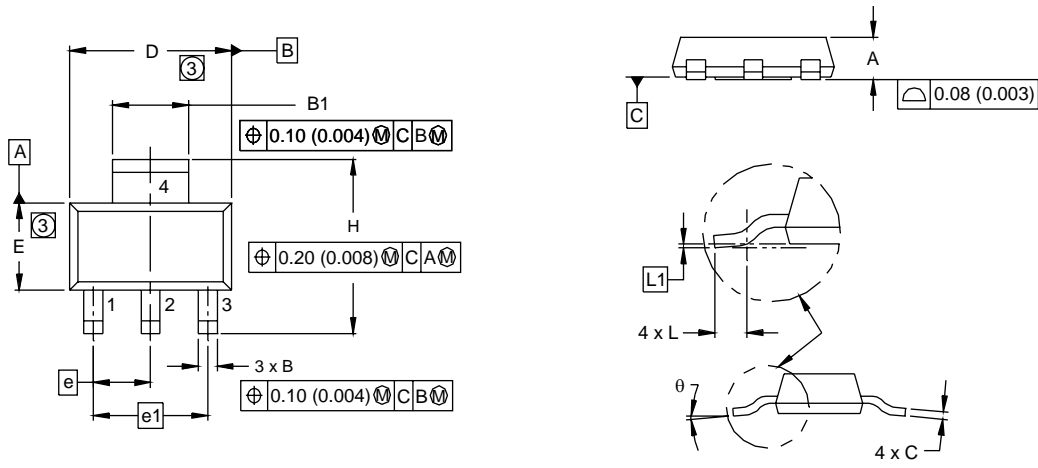 D
B
3
B1
0.10 (0.004) M C B M
A
4
3
E
H
0.20 (0.008) M C A M
1
2
3
3 x B
e
0.10 (0.004) M C B M
e1
A
C
0.08 (0.003)
L1
4 x L
θ
4 x C